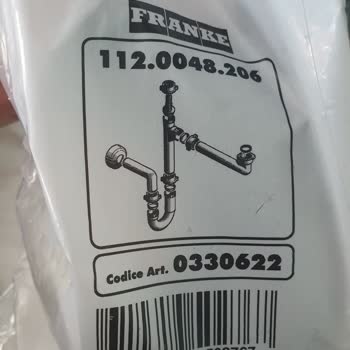 FRANKE
112.0048.206
Codice Art. 0330622